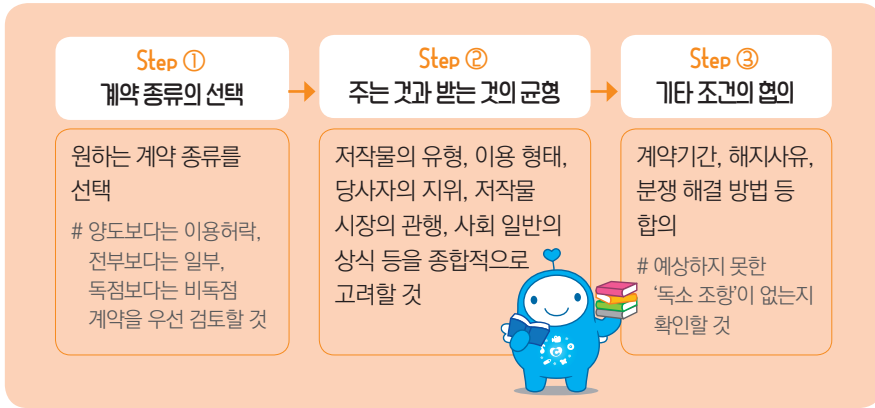 Step ①
계약 종류의 선택
원하는 계약 종류를
선택
# 양도보다는 이용허락,
전부보다는 일부,
독점보다는 비독점
계약을 우선 검토할 것
Step ②
주는 것과 받는 것의 균형
저작물의 유형, 이용 형태,
당사자의 지위, 저작물
시장의 관행, 사회 일반의
상식 등을 종합적으로
고려할 것
Step ③
기타 조건의 협의
계약기간, 해지사유,
분쟁 해결 방법 등
합의
# 예상하지 못한
‘독소 조항’이 없는지
확인할 것